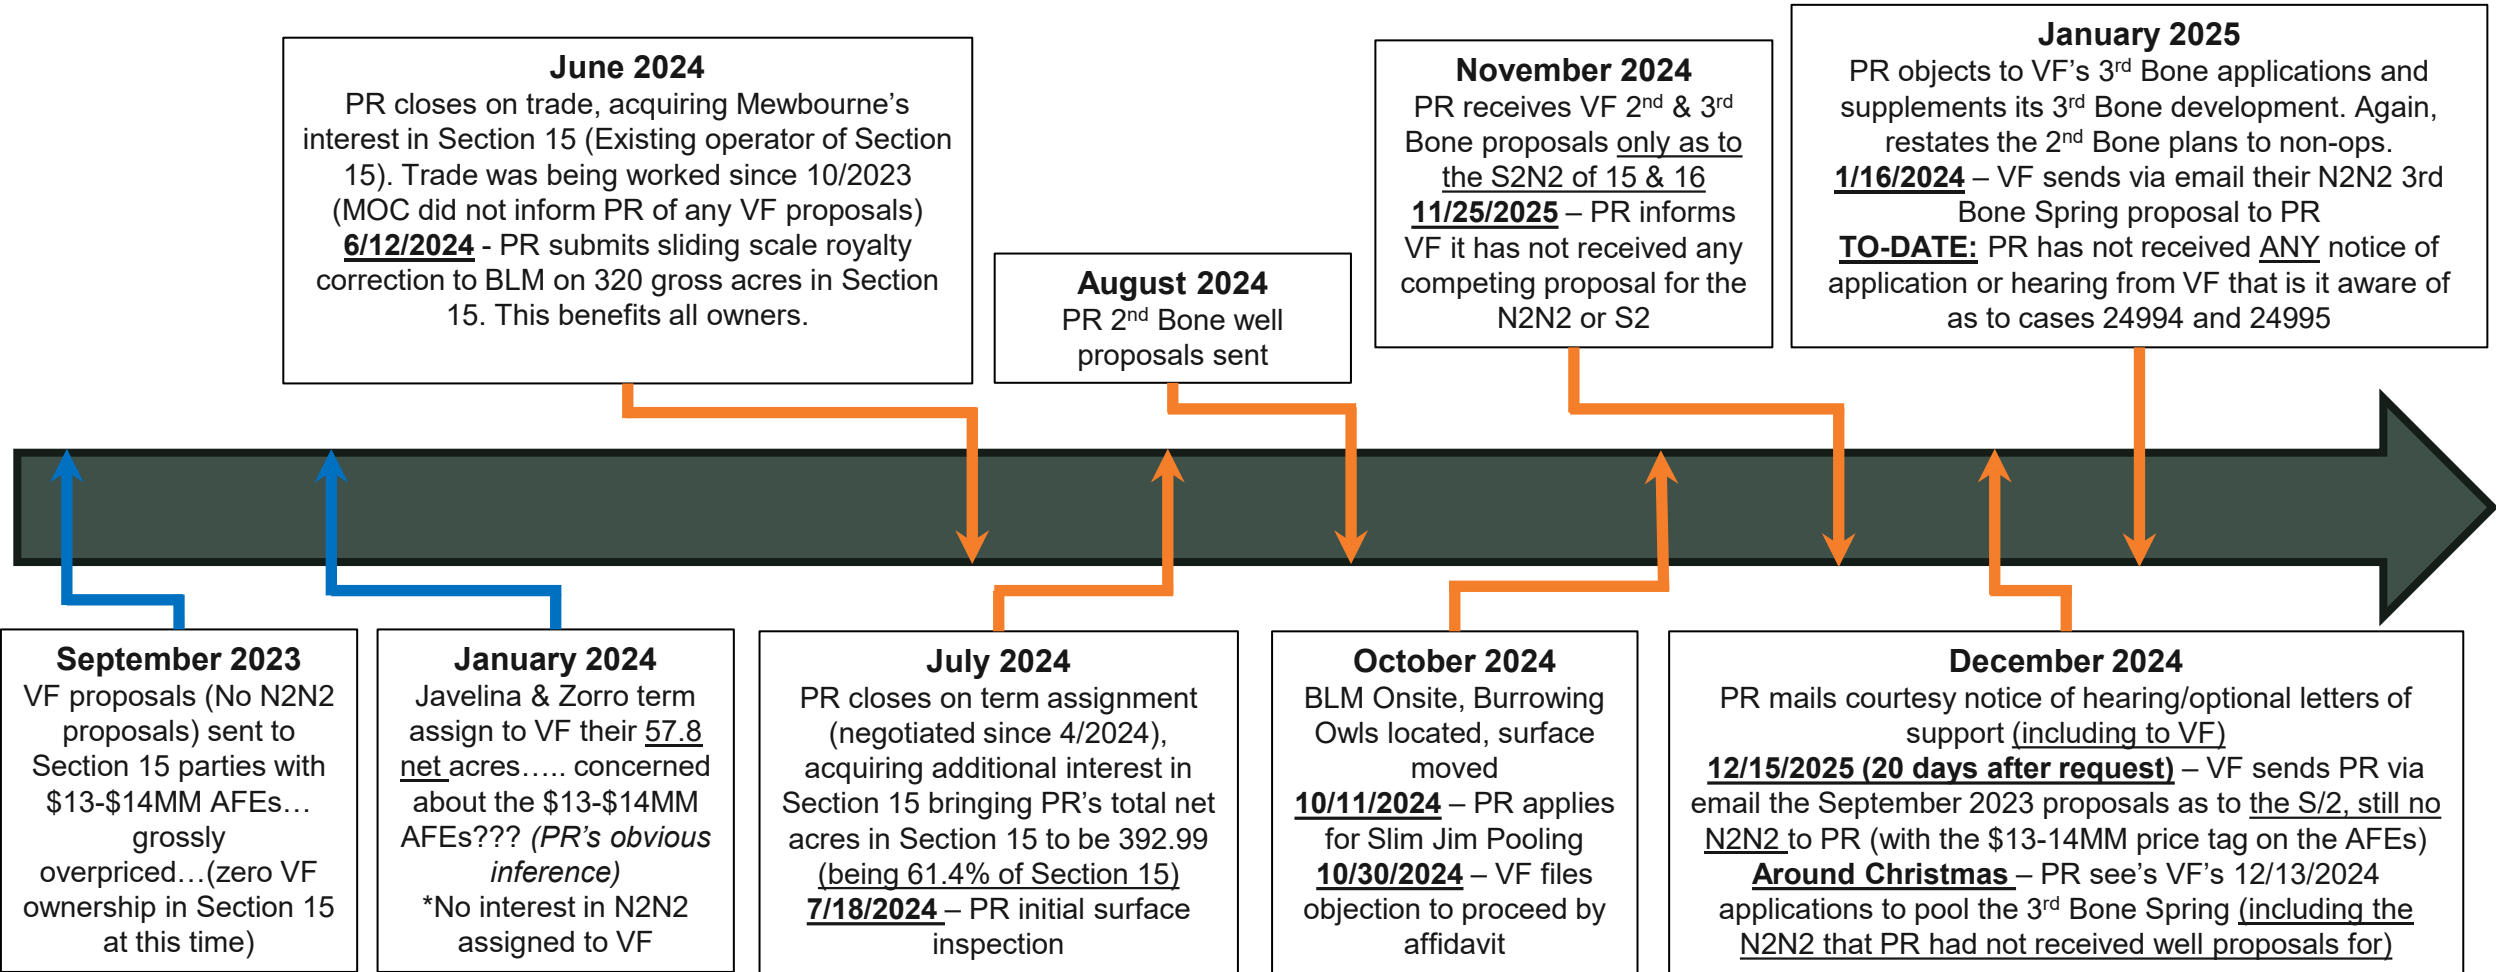 June 2024
PR closes on trade, acquiring Mewbourne's
interest in Section 15 (Existing operator of Section
15). Trade was being worked since 10/2023
(MOC did not inform PR of any VF proposals)
6/12/2024 - PR submits sliding scale royalty
correction to BLM on 320 gross acres in Section
15. This benefits all owners.
August 2024
PR 2nd Bone well
proposals sent
November 2024
PR receives VF 2nd & 3rd
Bone proposals only as to
the S2N2 of 15 & 16
11/25/2025 – PR informs
VF it has not received any
competing proposal for the
N2N2 or S2
January 2025
PR objects to VF's 3rd Bone applications and
supplements its 3rd Bone development. Again,
restates the 2nd Bone plans to non-ops.
1/16/2024 – VF sends via email their N2N2 3rd
Bone Spring proposal to PR
TO-DATE: PR has not received ANY notice of
application or hearing from VF that is it aware of
as to cases 24994 and 24995
September 2023
VF proposals (No N2N2
proposals) sent to
Section 15 parties with
$13-$14MM AFEs…
grossly
overpriced…(zero VF
ownership in Section 15
at this time)
January 2024
Javelina & Zorro term
assign to VF their 57.8
net acres….. concerned
about the $13-$14MM
AFEs??? (PR's obvious
inference)
*No interest in N2N2
assigned to VF
July 2024
PR closes on term assignment
(negotiated since 4/2024),
acquiring additional interest in
Section 15 bringing PR's total net
acres in Section 15 to be 392.99
(being 61.4% of Section 15)
7/18/2024 – PR initial surface
inspection
October 2024
BLM Onsite, Burrowing
Owls located, surface
moved
10/11/2024 – PR applies
for Slim Jim Pooling
10/30/2024 – VF files
objection to proceed by
affidavit
December 2024
PR mails courtesy notice of hearing/optional letters of
support (including to VF)
12/15/2025 (20 days after request) – VF sends PR via
email the September 2023 proposals as to the S/2, still no
N2N2 to PR (with the $13-14MM price tag on the AFEs)
Around Christmas – PR see's VF's 12/13/2024
applications to pool the 3rd Bone Spring (including the
N2N2 that PR had not received well proposals for)